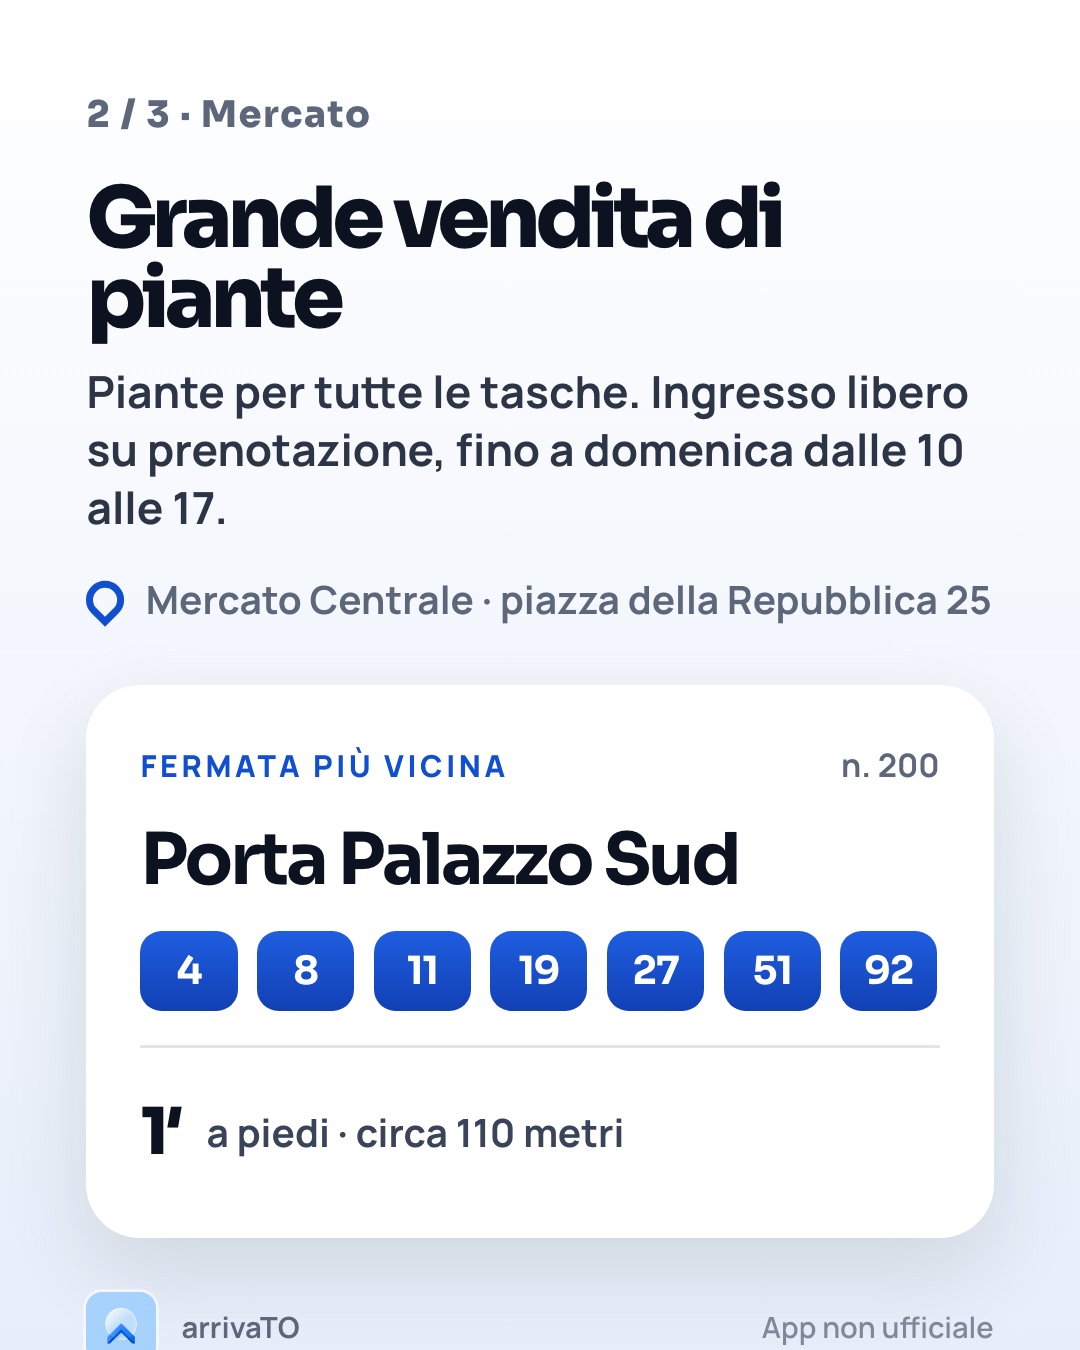 2 / 3 · Mercato
Grande vendita di
piante
Piante per tutte le tasche. Ingresso libero
su prenotazione, fino a domenica dalle 10
alle 17.
Mercato Centrale · piazza della Repubblica 25
FERMATA PIÙ VICINA n. 200
Porta Palazzo Sud
4 8 11 19 27 51 92
1′ a piedi · circa 110 metri
arrivaTO App non ufficiale